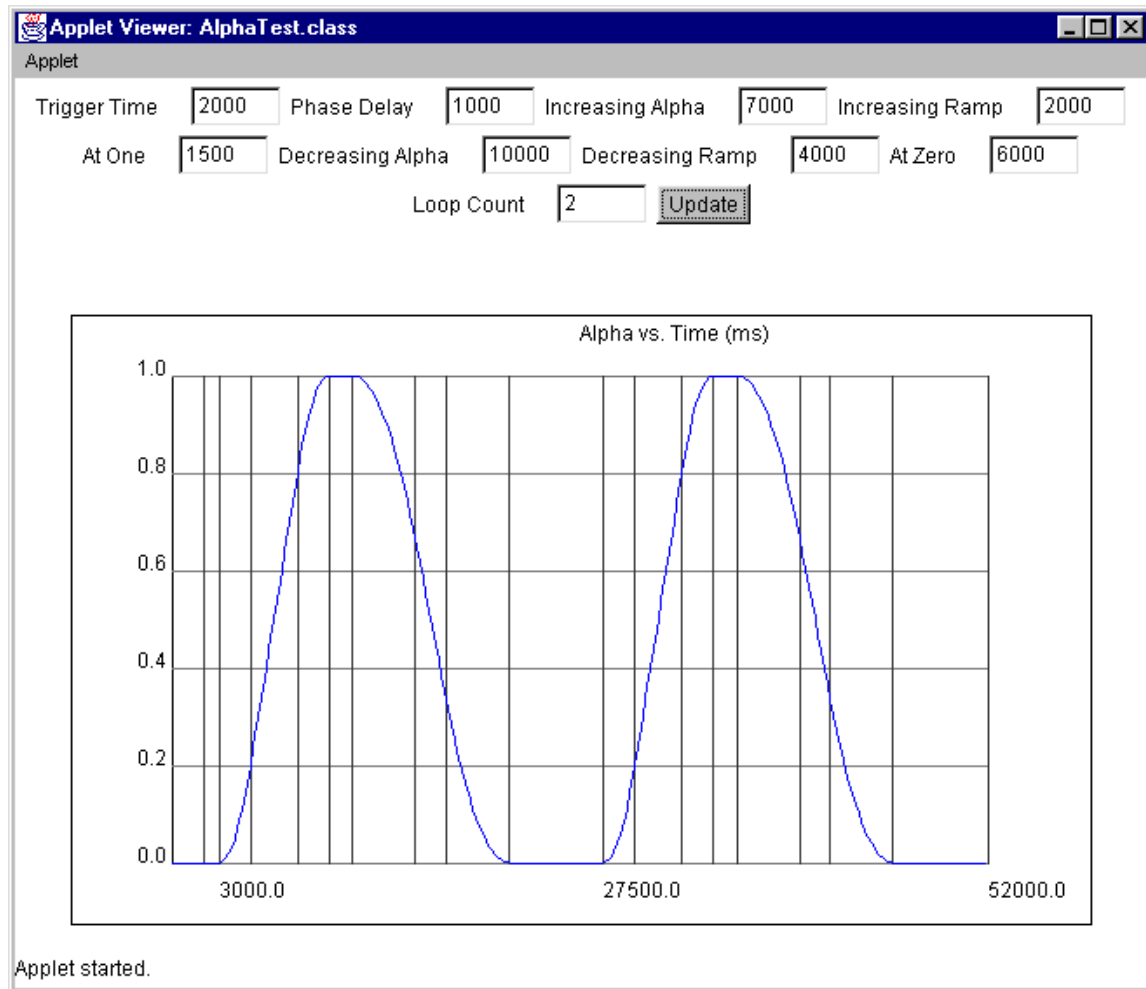 Applet Viewer: AlphaTest.class
Applet
Trigger Time 2000 Phase Delay 1000 Increasing Alpha 7000 Increasing Ramp 2000
At One 1500 Decreasing Alpha 10000 Decreasing Ramp 4000 At Zero 6000
Loop Count 2 Update
Alpha vs. Time (ms)
1.0
0.8
0.6
0.4
0.2
0.0
3000.0 27500.0 52000.0
Applet started.